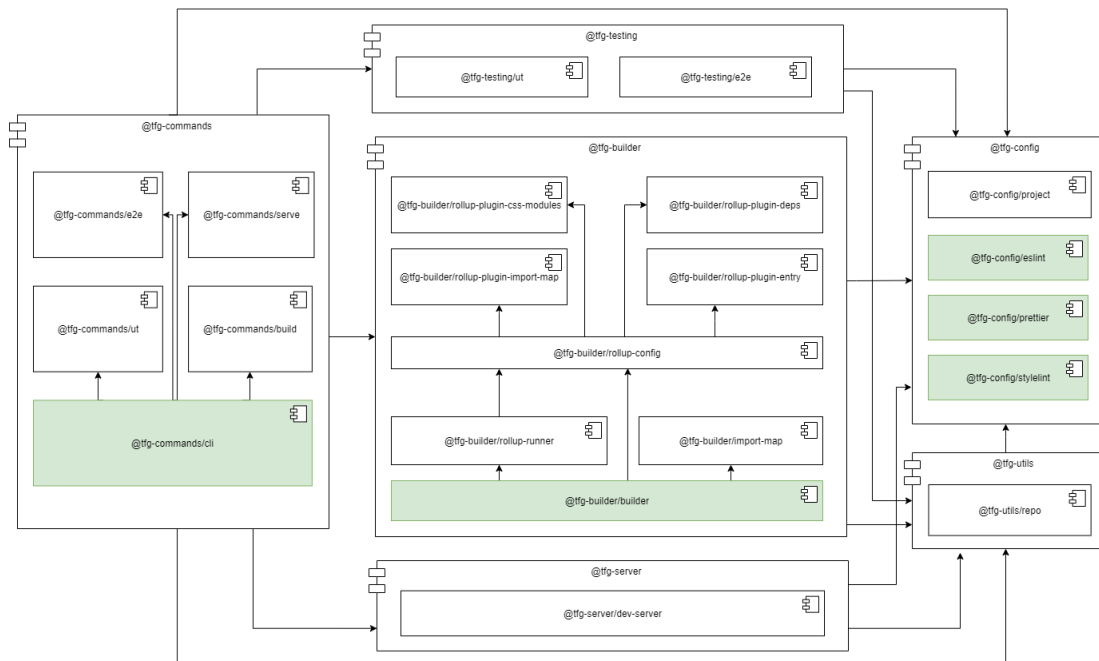 @tfg-testing
@tfg-testing/ut
@tfg-testing/e2e
@tfg-commands
@tfg-commands/e2e
@tfg-commands/serve
@tfg-commands/ut
@tfg-commands/build
@tfg-commands/cli
@tfg-builder
@tfg-builder/rollup-plugin-css-modules
@tfg-builder/rollup-plugin-deps
@tfg-builder/rollup-plugin-import-map
@tfg-builder/rollup-plugin-entry
@tfg-builder/rollup-config
@tfg-builder/rollup-runner
@tfg-builder/import-map
@tfg-builder/builder
@tfg-config
@tfg-config/project
@tfg-config/eslint
@tfg-config/prettier
@tfg-config/stylelint
@tfg-utils
@tfg-utils/repo
@tfg-server
@tfg-server/dev-server